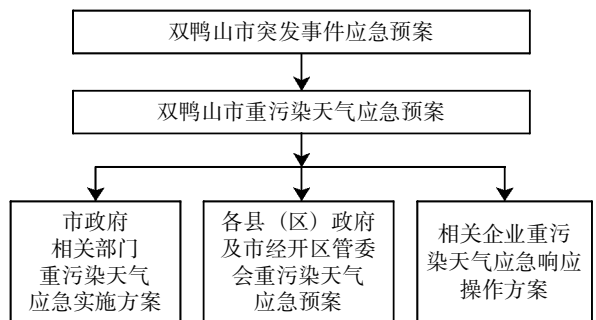 双鸭山市突发事件应急预案
双鸭山市重污染天气应急预案
市政府
相关部门
重污染天气
应急实施方案
各县（区）政府
及市经开区管委
会重污染天气
应急预案
相关企业重污
染天气应急响应
操作方案